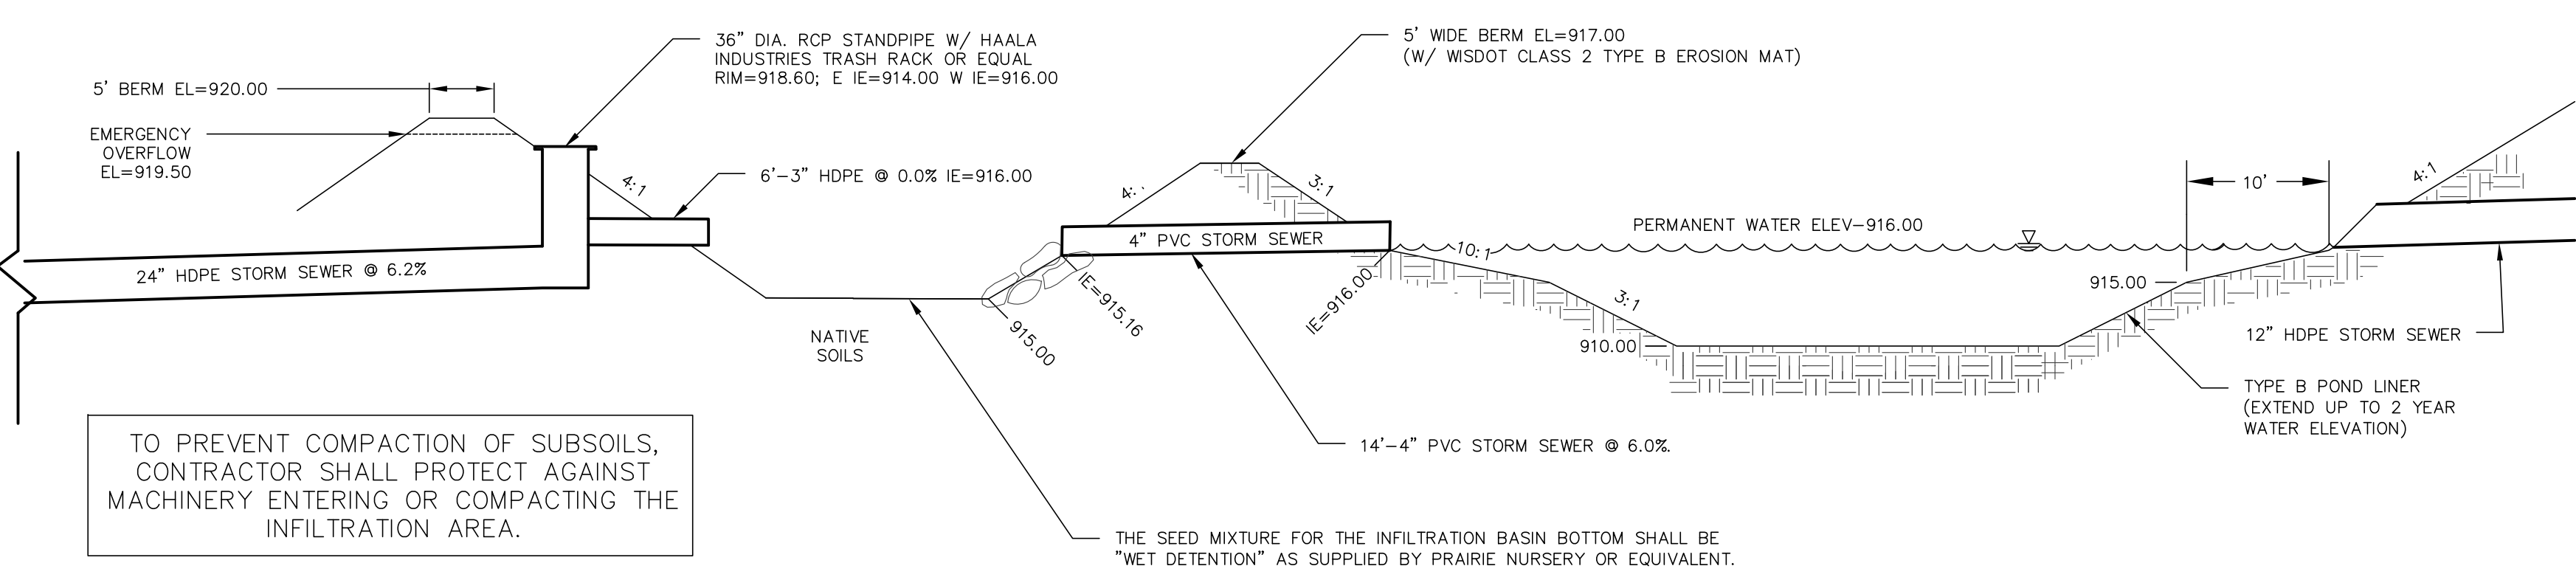 5' BERM EL=920.00
EMERGENCY
OVERFLOW
EL=919.50
36" DIA. RCP STANDPIPE W/ HAALA
INDUSTRIES TRASH RACK OR EQUAL
RIM=918.60; E IE=914.00 W IE=916.00
4:1
6'-3" HDPE @ 0.0% IE=916.00
24" HDPE STORM SEWER @ 6.2%
NATIVE
SOILS
5' WIDE BERM EL=917.00
(W/ WISDOT CLASS 2 TYPE B EROSION MAT)
3:1
4" PVC STORM SEWER
IE=915.16
915.00
IE=916.00
10:1
PERMANENT WATER ELEV-916.00
3:1
910.00
915.00
10'
4:1
12" HDPE STORM SEWER
TYPE B POND LINER
(EXTEND UP TO 2 YEAR
WATER ELEVATION)
14'-4" PVC STORM SEWER @ 6.0%.
THE SEED MIXTURE FOR THE INFILTRATION BASIN BOTTOM SHALL BE
"WET DETENTION" AS SUPPLIED BY PRAIRIE NURSERY OR EQUIVALENT.
TO PREVENT COMPACTION OF SUBSOILS,
CONTRACTOR SHALL PROTECT AGAINST
MACHINERY ENTERING OR COMPACTING THE
INFILTRATION AREA.